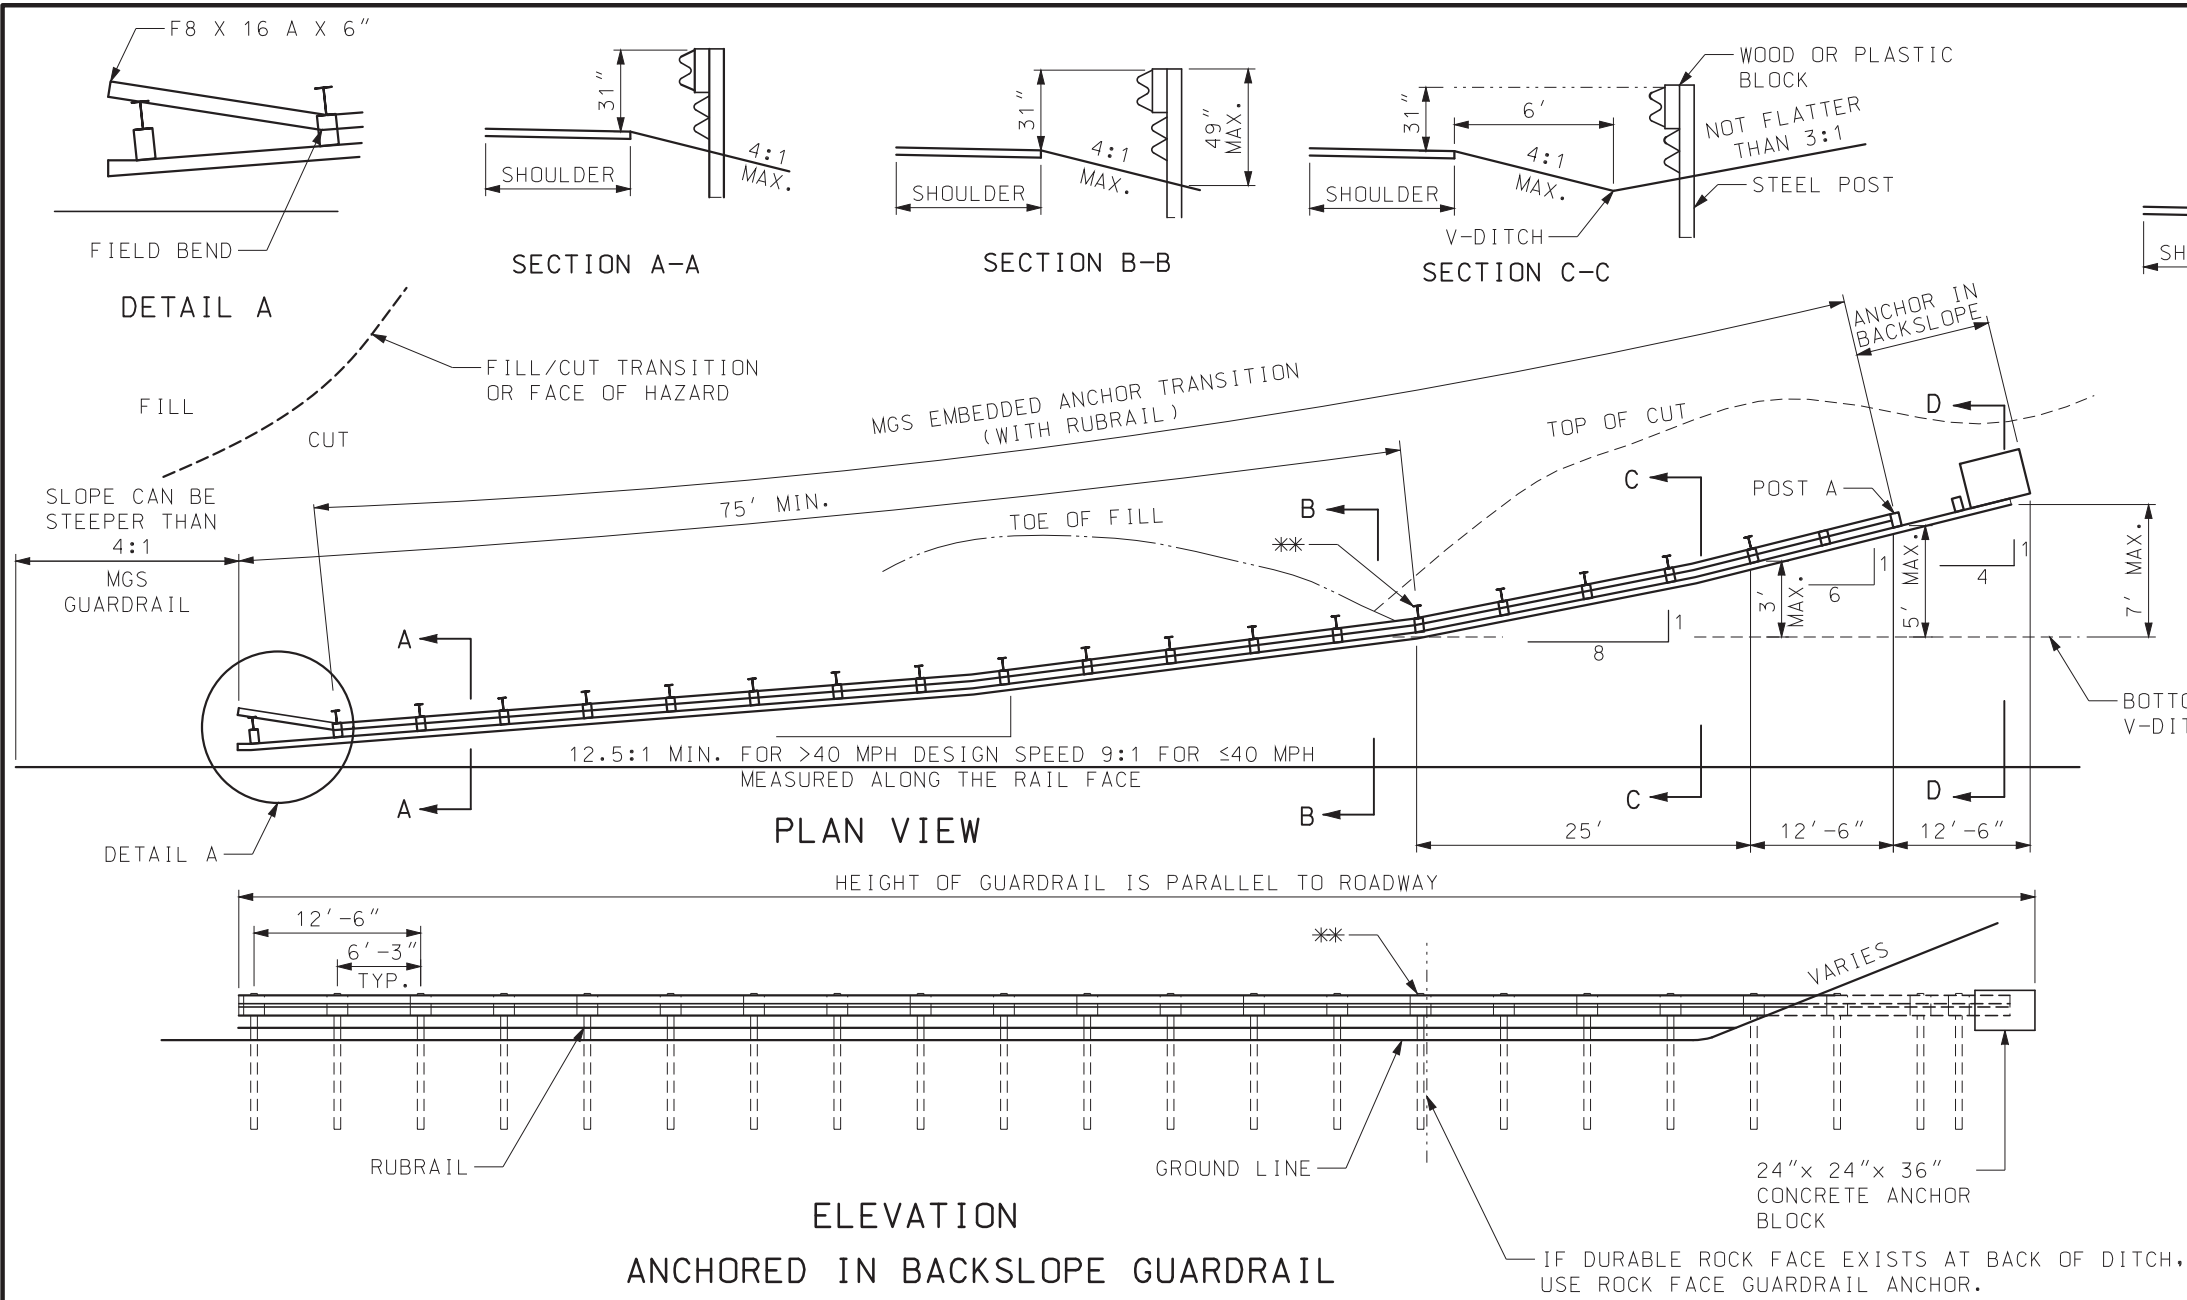 F8 X 16 A X 6"
FIELD BEND
DETAIL A
31"
SHOULDER
4:1
MAX.
SECTION A-A
31"
SHOULDER
4:1
MAX.
49"
MAX.
SECTION B-B
31"
6'
SHOULDER
4:1
MAX.
V-DITCH
WOOD OR PLASTIC
BLOCK
NOT FLATTER
THAN 3:1
STEEL POST
SECTION C-C
SH
FILL/CUT TRANSITION
OR FACE OF HAZARD
FILL
CUT
SLOPE CAN BE
STEEPER THAN
4:1
MGS
GUARDRAIL
MGS EMBEDDED ANCHOR TRANSITION
(WITH RUBRAIL)
ANCHOR IN
BACKSLOPE
75' MIN.
TOE OF FILL
TOP OF CUT
**
B
C
D
POST A
A
3'
MAX.
5' MAX.
7' MAX.
1
8
1
6
1
4
BOTTO
V-DIT
12.5:1 MIN. FOR >40 MPH DESIGN SPEED 9:1 FOR ≤40 MPH
MEASURED ALONG THE RAIL FACE
A
B
C
D
DETAIL A
PLAN VIEW
25'
12'-6"
12'-6"
HEIGHT OF GUARDRAIL IS PARALLEL TO ROADWAY
12'-6"
6'-3"
TYP.
**
VARIES
RUBRAIL
GROUND LINE
24"x 24"x 36"
CONCRETE ANCHOR
BLOCK
ELEVATION
ANCHORED IN BACKSLOPE GUARDRAIL
IF DURABLE ROCK FACE EXISTS AT BACK OF DITCH,
USE ROCK FACE GUARDRAIL ANCHOR.